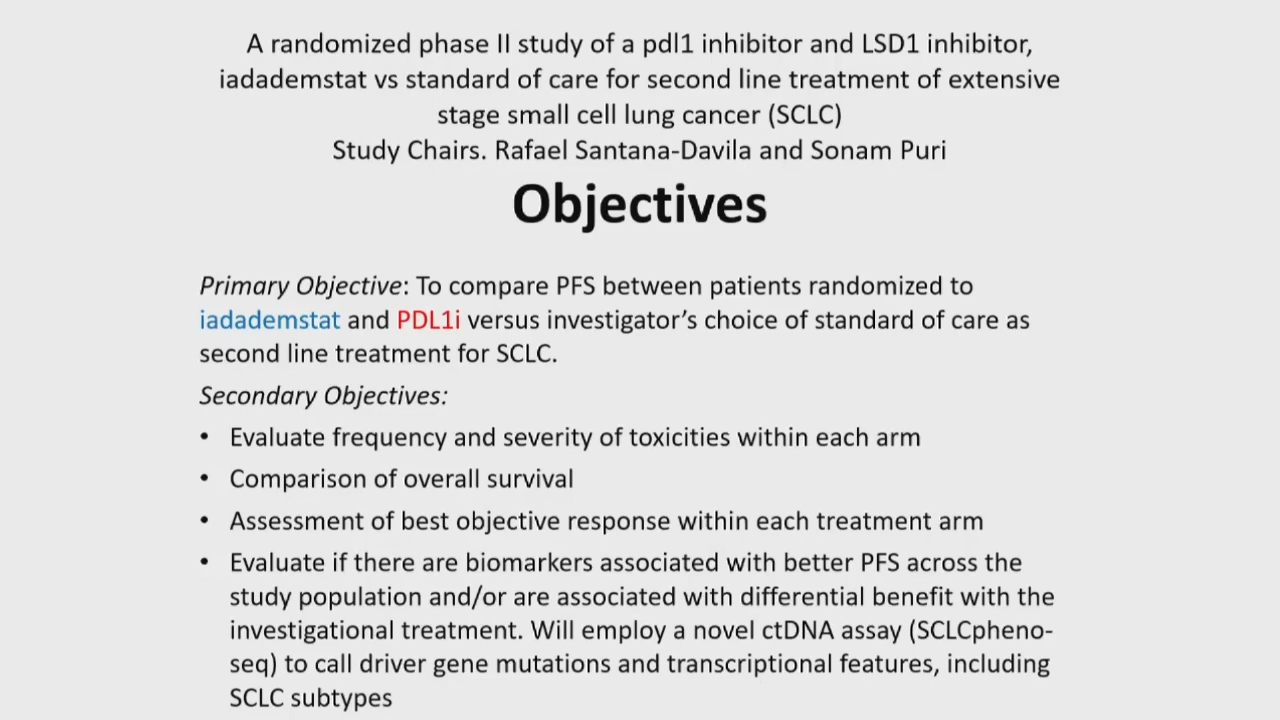 A randomized phase II study of a pdl1 inhibitor and LSD1 inhibitor,
iadademstat vs standard of care for second line treatment of extensive
stage small cell lung cancer (SCLC)
Study Chairs. Rafael Santana-Davila and Sonam Puri
Objectives
Primary Objective: To compare PFS between patients randomized to
iadademstat and PDL1i versus investigator’s choice of standard of care as
second line treatment for SCLC.
Secondary Objectives:
• Evaluate frequency and severity of toxicities within each arm
• Comparison of overall survival
• Assessment of best objective response within each treatment arm
• Evaluate if there are biomarkers associated with better PFS across the
study population and/or are associated with differential benefit with the
investigational treatment. Will employ a novel ctDNA assay (SCLCpheno-
seq) to call driver gene mutations and transcriptional features, including
SCLC subtypes